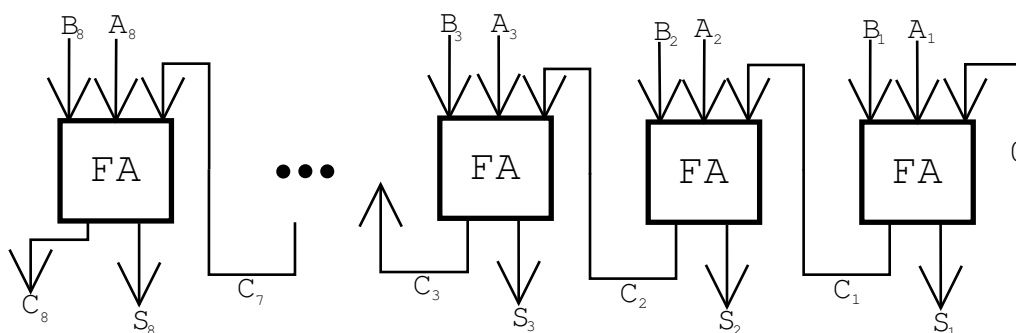 B₈ A₈ B₃ A₃ B₂ A₂ B₁ A₁
FA ••• FA FA FA
C₈ S₈ C₇ C₃ S₃ C₂ S₂ C₁ S₁